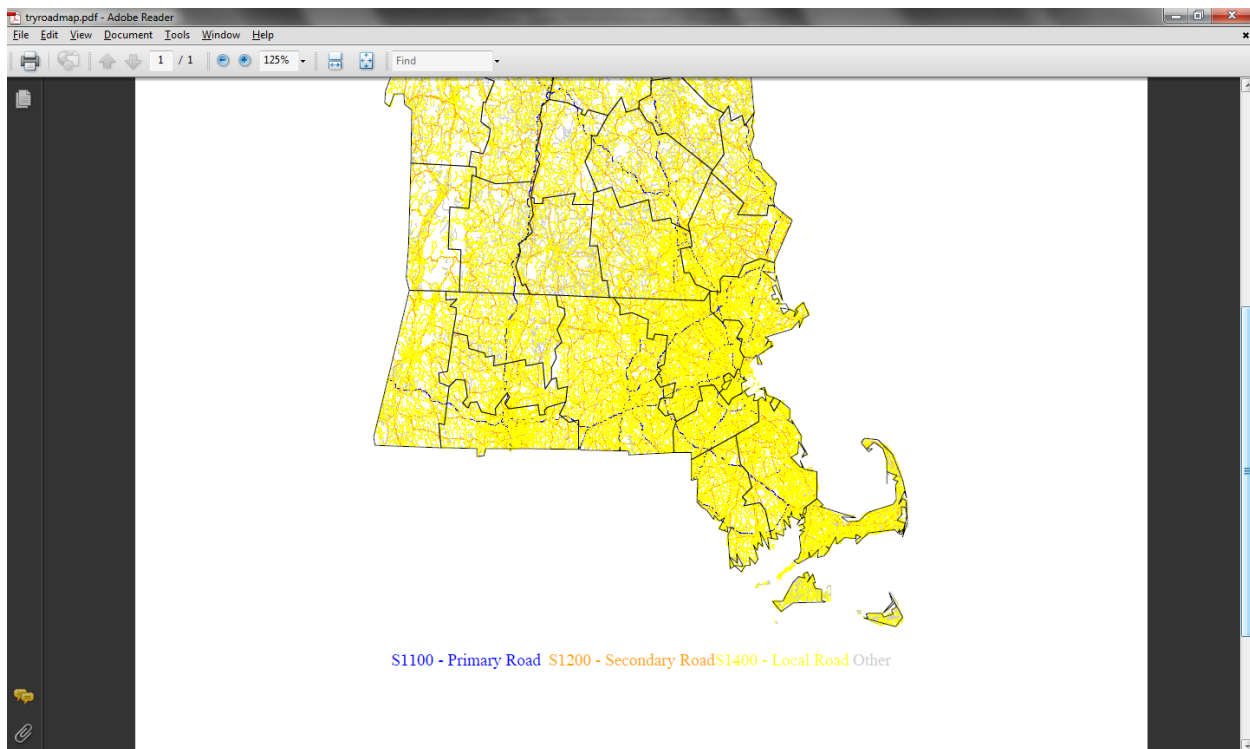 tryroadmap.pdf - Adobe Reader
File Edit View Document Tools Window Help
1 / 1 125% Find
S1100 - Primary Road S1200 - Secondary RoadS1400 - Local Road Other